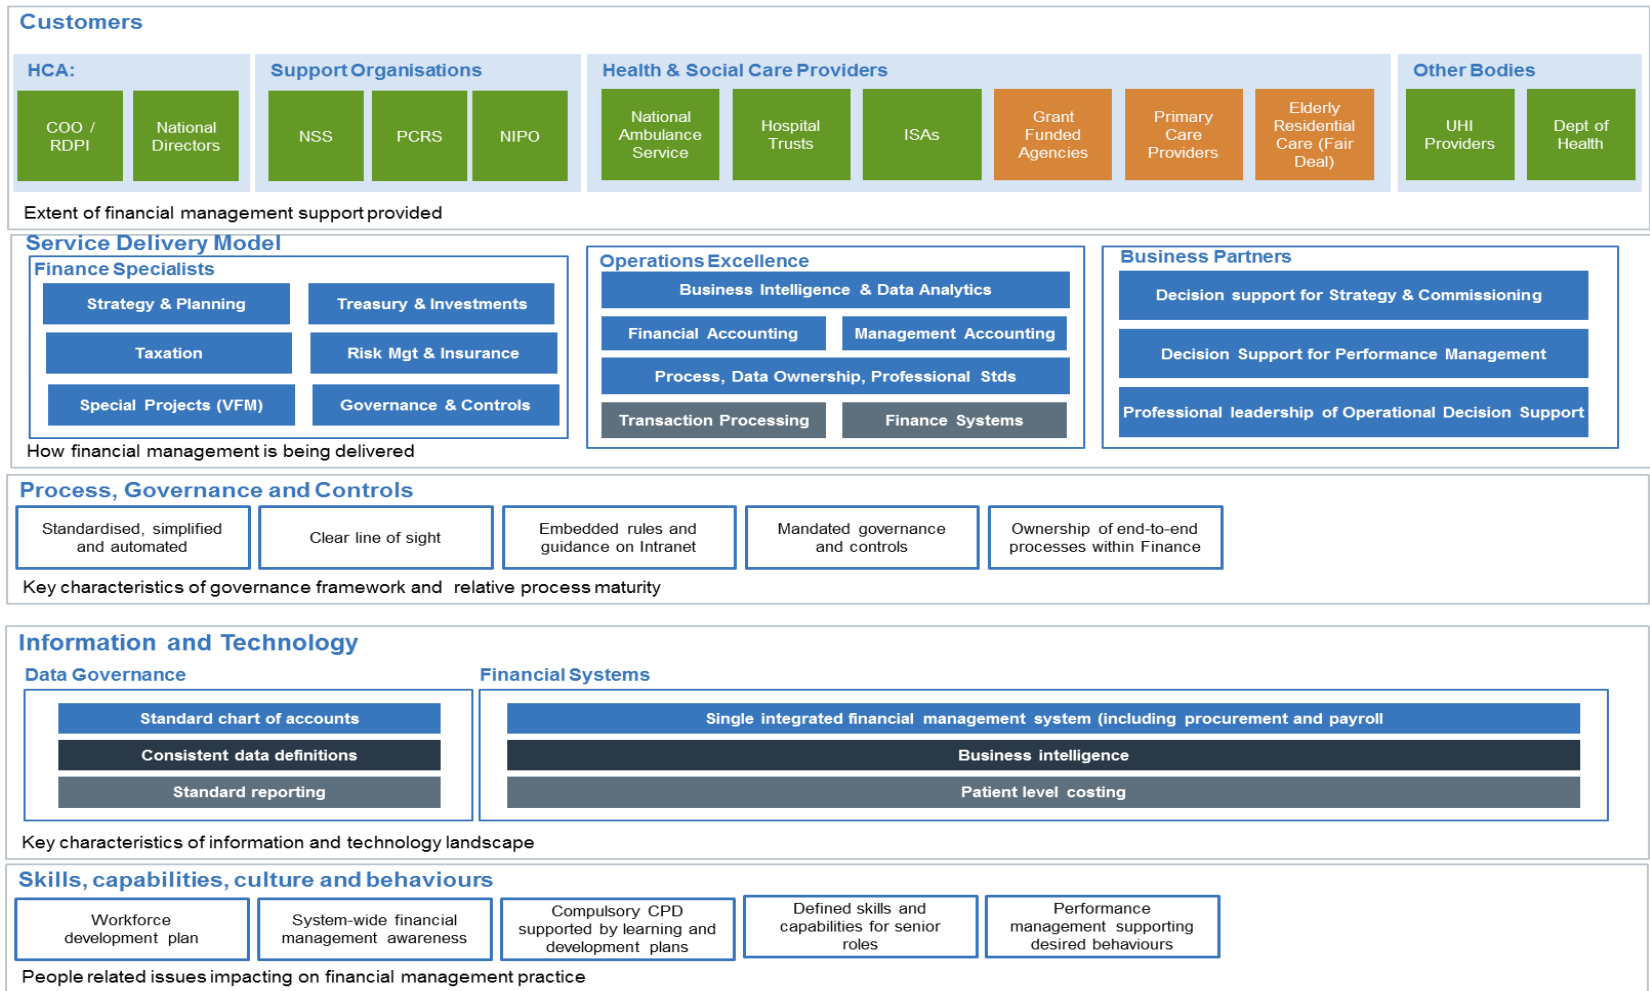 Customers
HCA:
COO /
RDPI
National
Directors
Support Organisations
NSS
PCRS
NIPO
Health & Social Care Providers
National
Ambulance
Service
Hospital
Trusts
ISAs
Grant
Funded
Agencies
Primary
Care
Providers
Elderly
Residential
Care (Fair
Deal)
Other Bodies
UHI
Providers
Dept of
Health
Extent of financial management support provided
Service Delivery Model
Finance Specialists
Strategy & Planning
Treasury & Investments
Taxation
Risk Mgt & Insurance
Special Projects (VFM)
Governance & Controls
Operations Excellence
Business Intelligence & Data Analytics
Financial Accounting
Management Accounting
Process, Data Ownership, Professional Stds
Transaction Processing
Finance Systems
Business Partners
Decision support for Strategy & Commissioning
Decision Support for Performance Management
Professional leadership of Operational Decision Support
How financial management is being delivered
Process, Governance and Controls
Standardised, simplified
and automated
Clear line of sight
Embedded rules and
guidance on Intranet
Mandated governance
and controls
Ownership of end-to-end
processes within Finance
Key characteristics of governance framework and relative process maturity
Information and Technology
Data Governance
Standard chart of accounts
Consistent data definitions
Standard reporting
Financial Systems
Single integrated financial management system (including procurement and payroll
Business intelligence
Patient level costing
Key characteristics of information and technology landscape
Skills, capabilities, culture and behaviours
Workforce
development plan
System-wide financial
management awareness
Compulsory CPD
supported by learning and
development plans
Defined skills and
capabilities for senior
roles
Performance
management supporting
desired behaviours
People related issues impacting on financial management practice